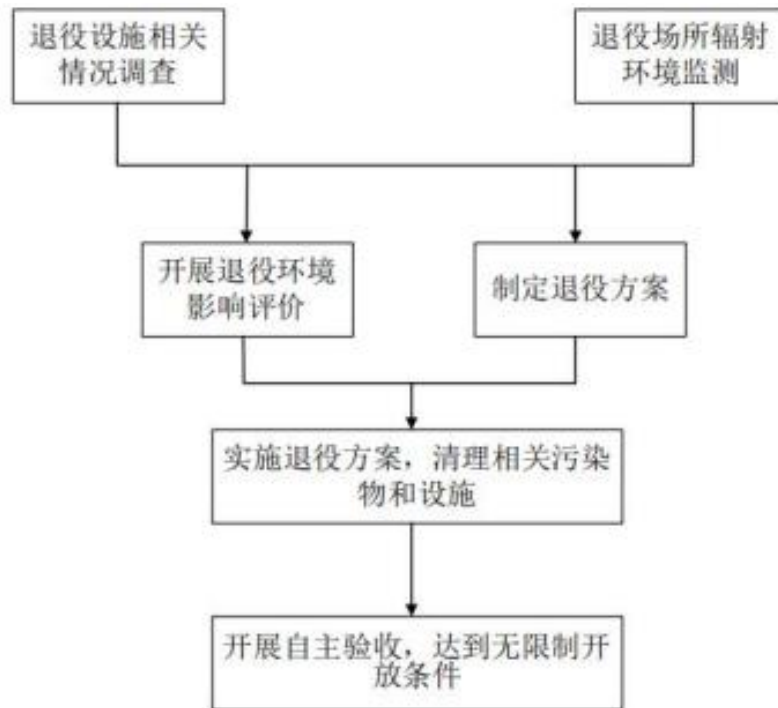 退役设施相关
情况调查
退役场所辐射
环境监测
开展退役环境
影响评价
制定退役方案
实施退役方案，清理相关污染
物和设施
开展自主验收，达到无限制开
放条件